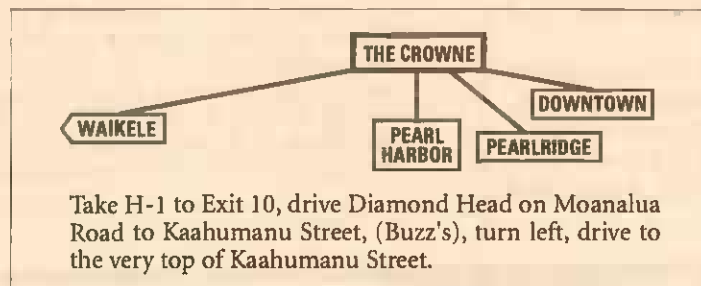 THE CROWNE
DOWNTOWN
WAIKELE
PEARL
HARBOR
PEARLRIDGE
Take H-1 to Exit 10, drive Diamond Head on Moanalua
Road to Kaahumanu Street, (Buzz's), turn left, drive to
the very top of Kaahumanu Street.